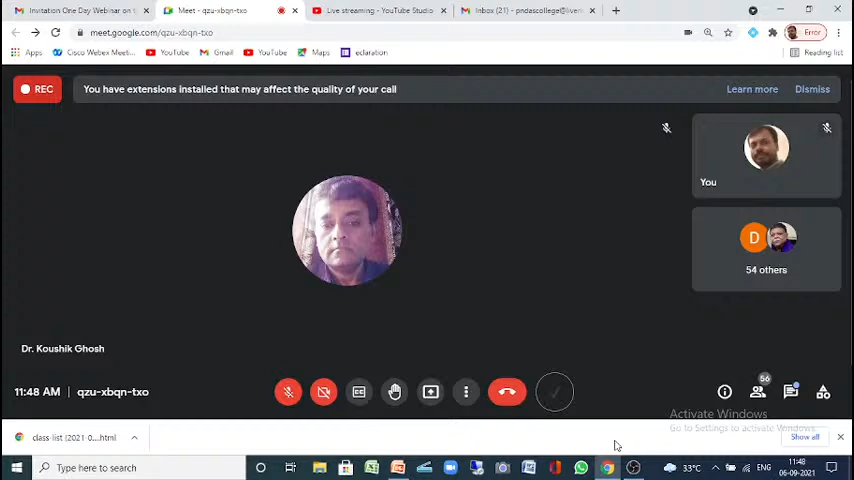 Invitation One Day Webinar on t
Meet - qzu-xbqn-txo
Live streaming - YouTube Studio
Inbox (21) - pndascollege@liver
meet.google.com/qzu-xbqn-txo
Error
Apps
Cisco Webex Meet...
YouTube
Gmail
YouTube
Maps
eclaration
Reading list
REC
You have extensions installed that may affect the quality of your call
Learn more
Dismiss
You
D
54 others
Dr. Koushik Ghosh
11:48 AM
qzu-xbqn-txo
56
Activate Windows
Go to Settings to activate Windows.
class-list (2021-0....html
Show all
Type here to search
33°C
ENG
11:48
06-09-2021